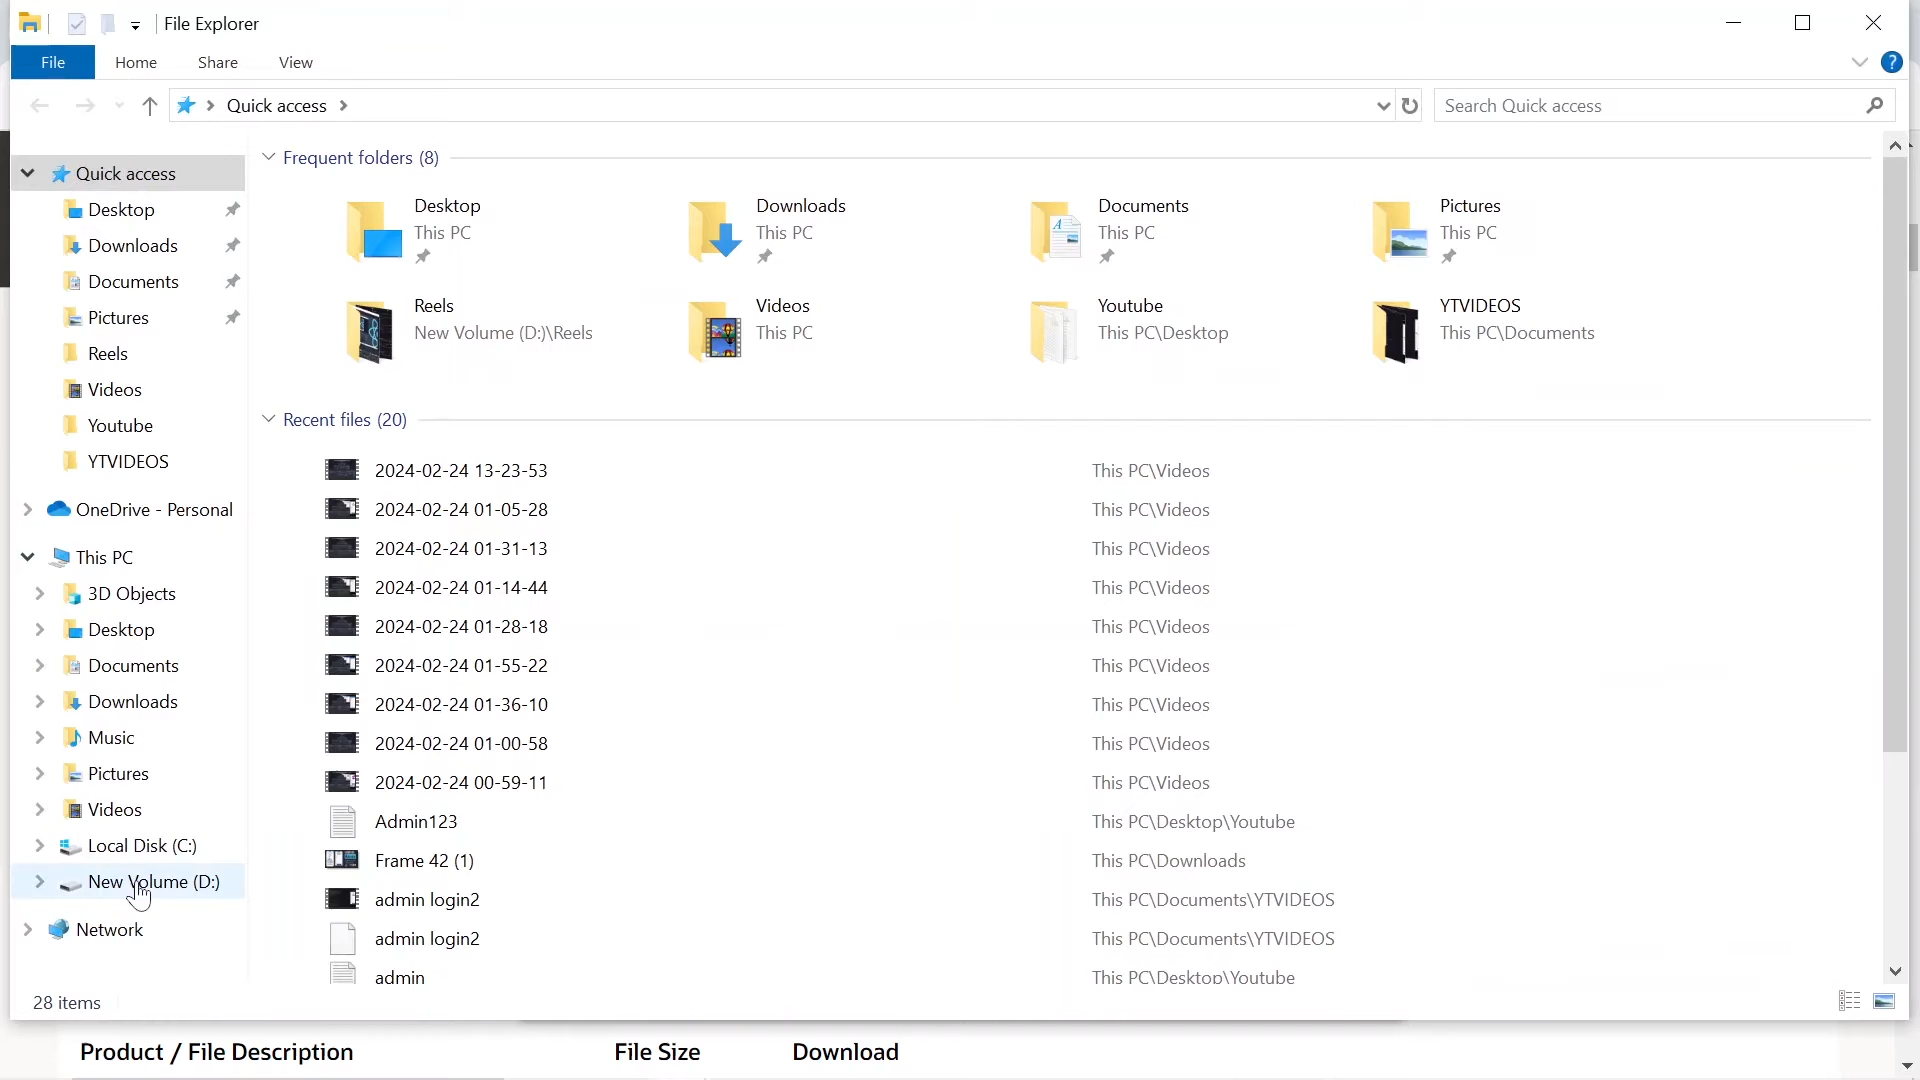 File Explorer
File Home Share View
Quick access
Search Quick access
Quick access
Desktop
Downloads
Documents
Pictures
Reels
Videos
Youtube
YTVIDEOS
OneDrive - Personal
This PC
3D Objects
Desktop
Documents
Downloads
Music
Pictures
Videos
Local Disk (C:)
New Volume (D:)
Network
Frequent folders (8)
Desktop
This PC
Downloads
This PC
Documents
This PC
Pictures
This PC
Reels
New Volume (D:)\Reels
Videos
This PC
Youtube
This PC\Desktop
YTVIDEOS
This PC\Documents
Recent files (20)
2024-02-24 13-23-53 This PC\Videos
2024-02-24 01-05-28 This PC\Videos
2024-02-24 01-31-13 This PC\Videos
2024-02-24 01-14-44 This PC\Videos
2024-02-24 01-28-18 This PC\Videos
2024-02-24 01-55-22 This PC\Videos
2024-02-24 01-36-10 This PC\Videos
2024-02-24 01-00-58 This PC\Videos
2024-02-24 00-59-11 This PC\Videos
Admin123 This PC\Desktop\Youtube
Frame 42 (1) This PC\Downloads
admin login2 This PC\Documents\YTVIDEOS
admin login2 This PC\Documents\YTVIDEOS
admin This PC\Desktop\Youtube
28 items
Product / File Description File Size Download